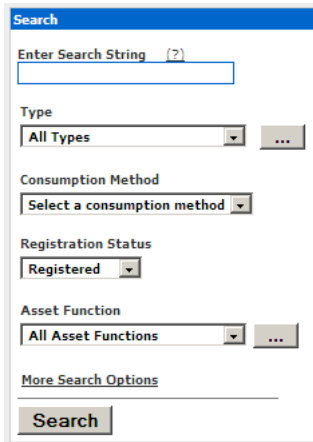 Search
Enter Search String (?)
Type
All Types ...
Consumption Method
Select a consumption method
Registration Status
Registered
Asset Function
All Asset Functions ...
More Search Options
Search